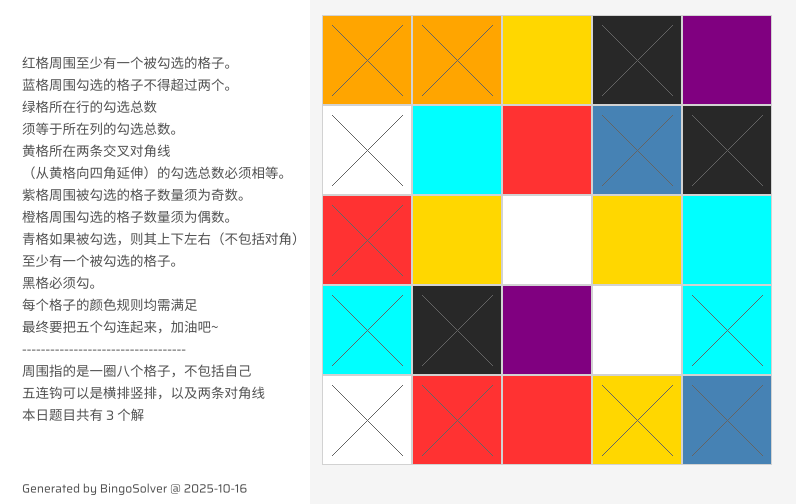 红格周围至少有一个被勾选的格子。
蓝格周围勾选的格子不得超过两个。
绿格所在行的勾选总数
须等于所在列的勾选总数。
黄格所在两条交叉对角线
（从黄格向四角延伸）的勾选总数必须相等。
紫格周围被勾选的格子数量须为奇数。
橙格周围勾选的格子数量须为偶数。
青格如果被勾选，则其上下左右（不包括对角）
至少有一个被勾选的格子。
黑格必须勾。
每个格子的颜色规则均需满足
最终要把五个勾连起来，加油吧~
-----------------------------------
周围指的是一圈八个格子，不包括自己
五连钩可以是横排竖排，以及两条对角线
本日题目共有 3 个解
Generated by BingoSolver @ 2025-10-16